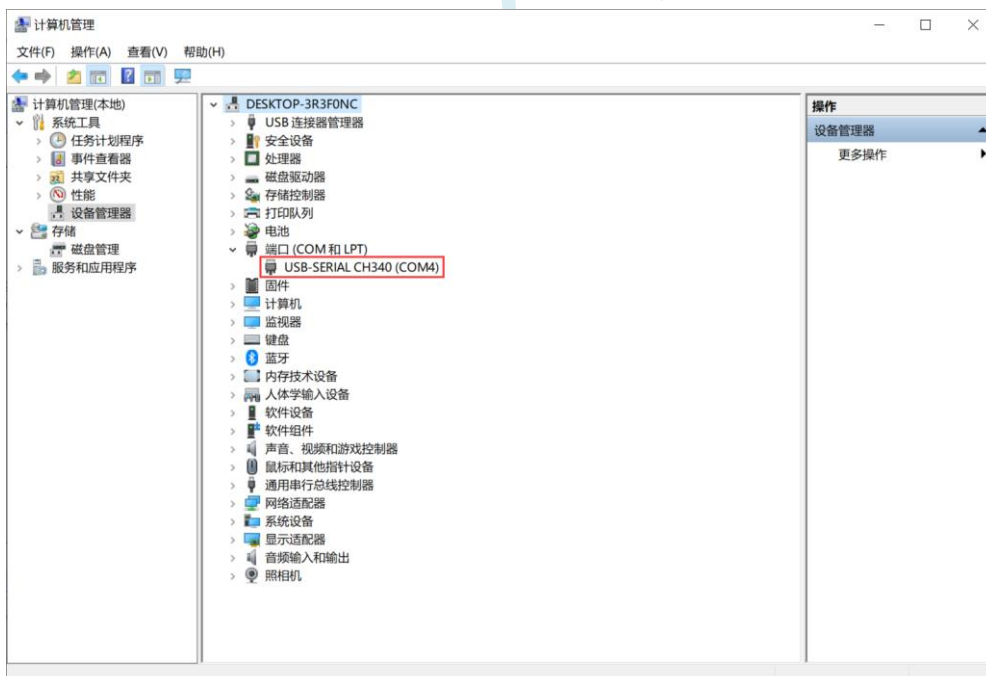 计算机管理
文件(F) 操作(A) 查看(V) 帮助(H)
计算机管理(本地)
系统工具
任务计划程序
事件查看器
共享文件夹
性能
设备管理器
存储
磁盘管理
服务和应用程序
DESKTOP-3R3F0NC
USB 连接器管理器
安全设备
处理器
磁盘驱动器
存储控制器
打印队列
电池
端口 (COM 和 LPT)
USB-SERIAL CH340 (COM4)
固件
计算机
监视器
键盘
蓝牙
内存技术设备
人体学输入设备
软件设备
软件组件
声音、视频和游戏控制器
鼠标和其他指针设备
通用串行总线控制器
网络适配器
系统设备
显示适配器
音频输入和输出
照相机
操作
设备管理器
更多操作